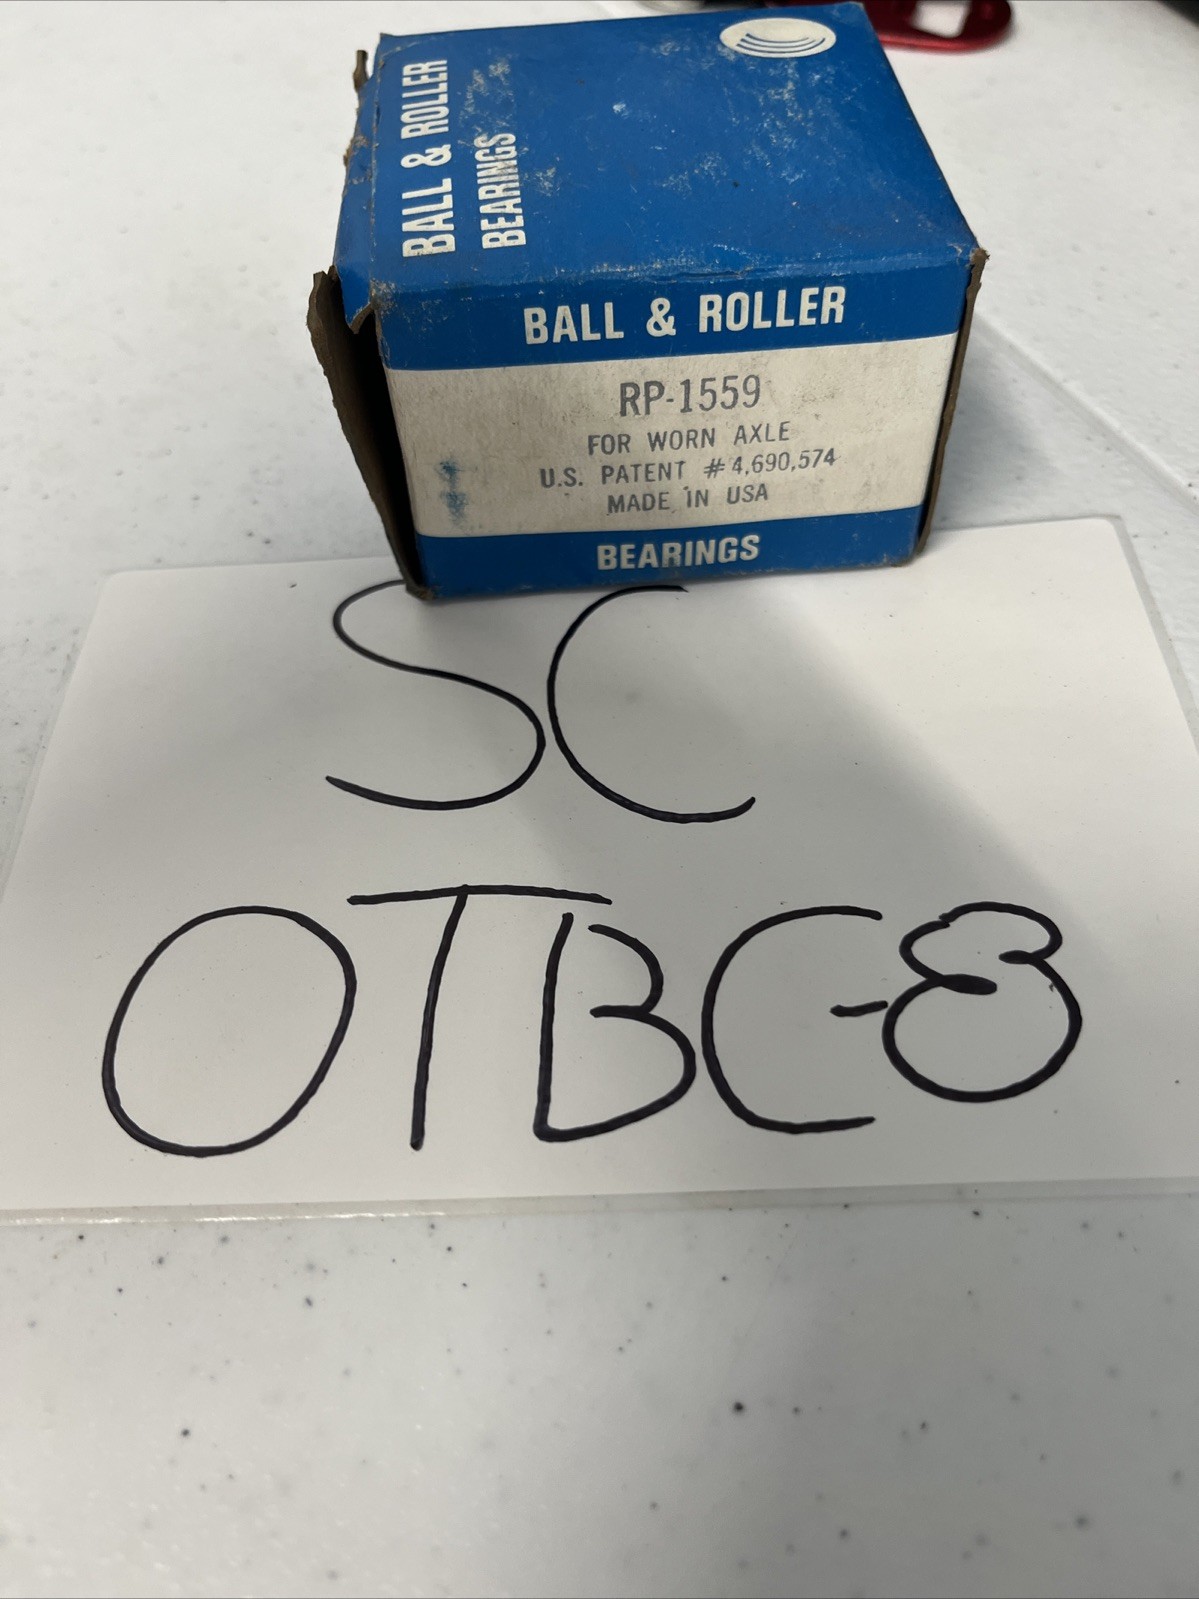 BALL & ROLLER
BEARINGS
BALL & ROLLER
RP-1559
FOR WORN AXLE
U.S. PATENT #4,690,574
MADE IN USA
BEARINGS
SC
OTBC-8